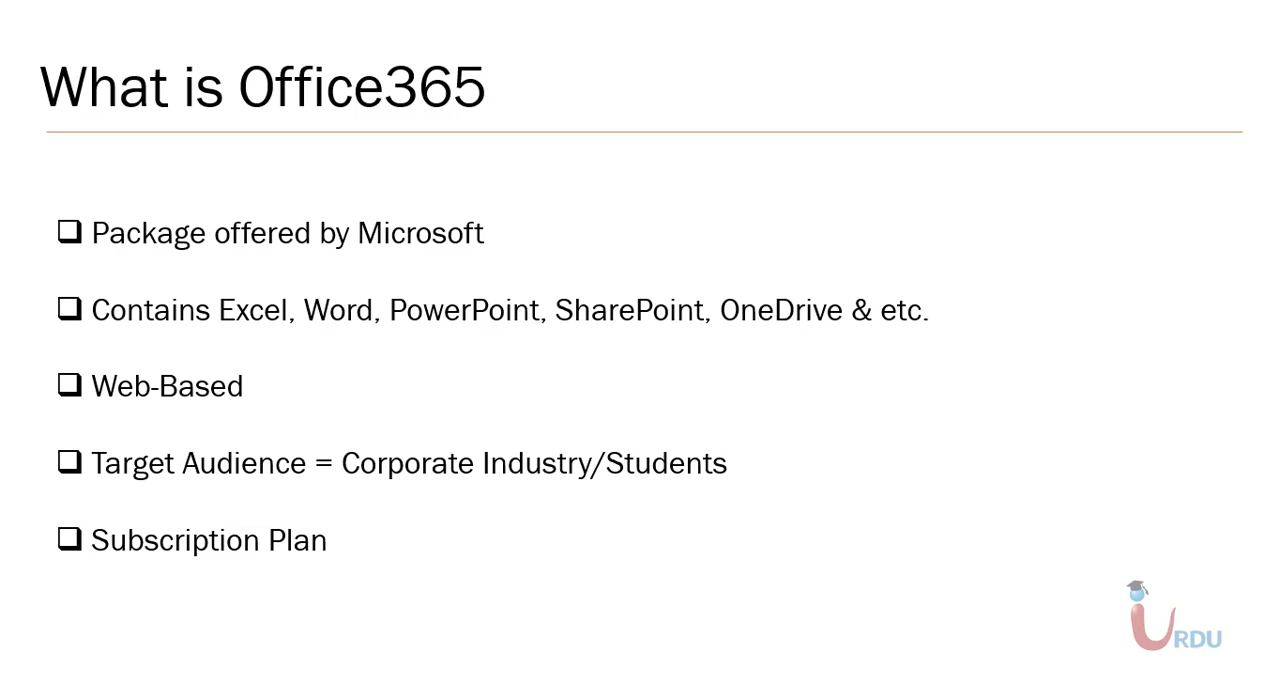 What is Office365
Package offered by Microsoft
Contains Excel, Word, PowerPoint, SharePoint, OneDrive & etc.
Web-Based
Target Audience = Corporate Industry/Students
Subscription Plan
iURDU